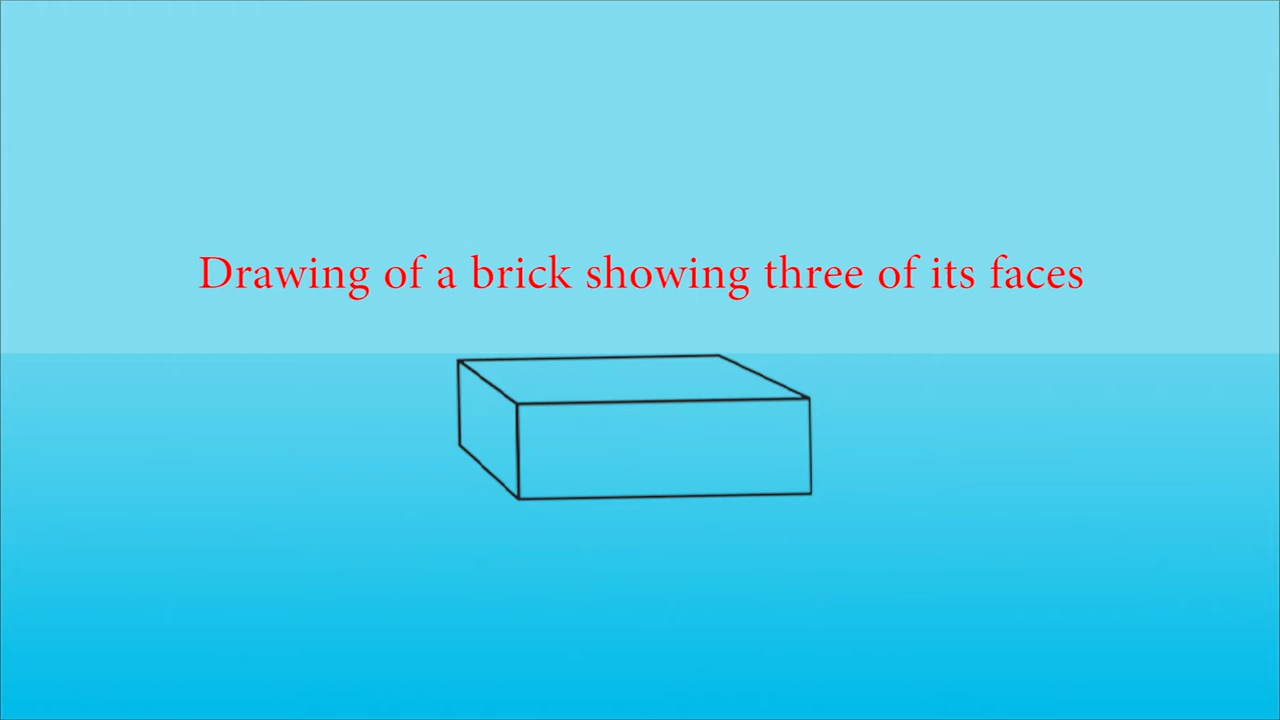 Drawing of a brick showing three of its faces